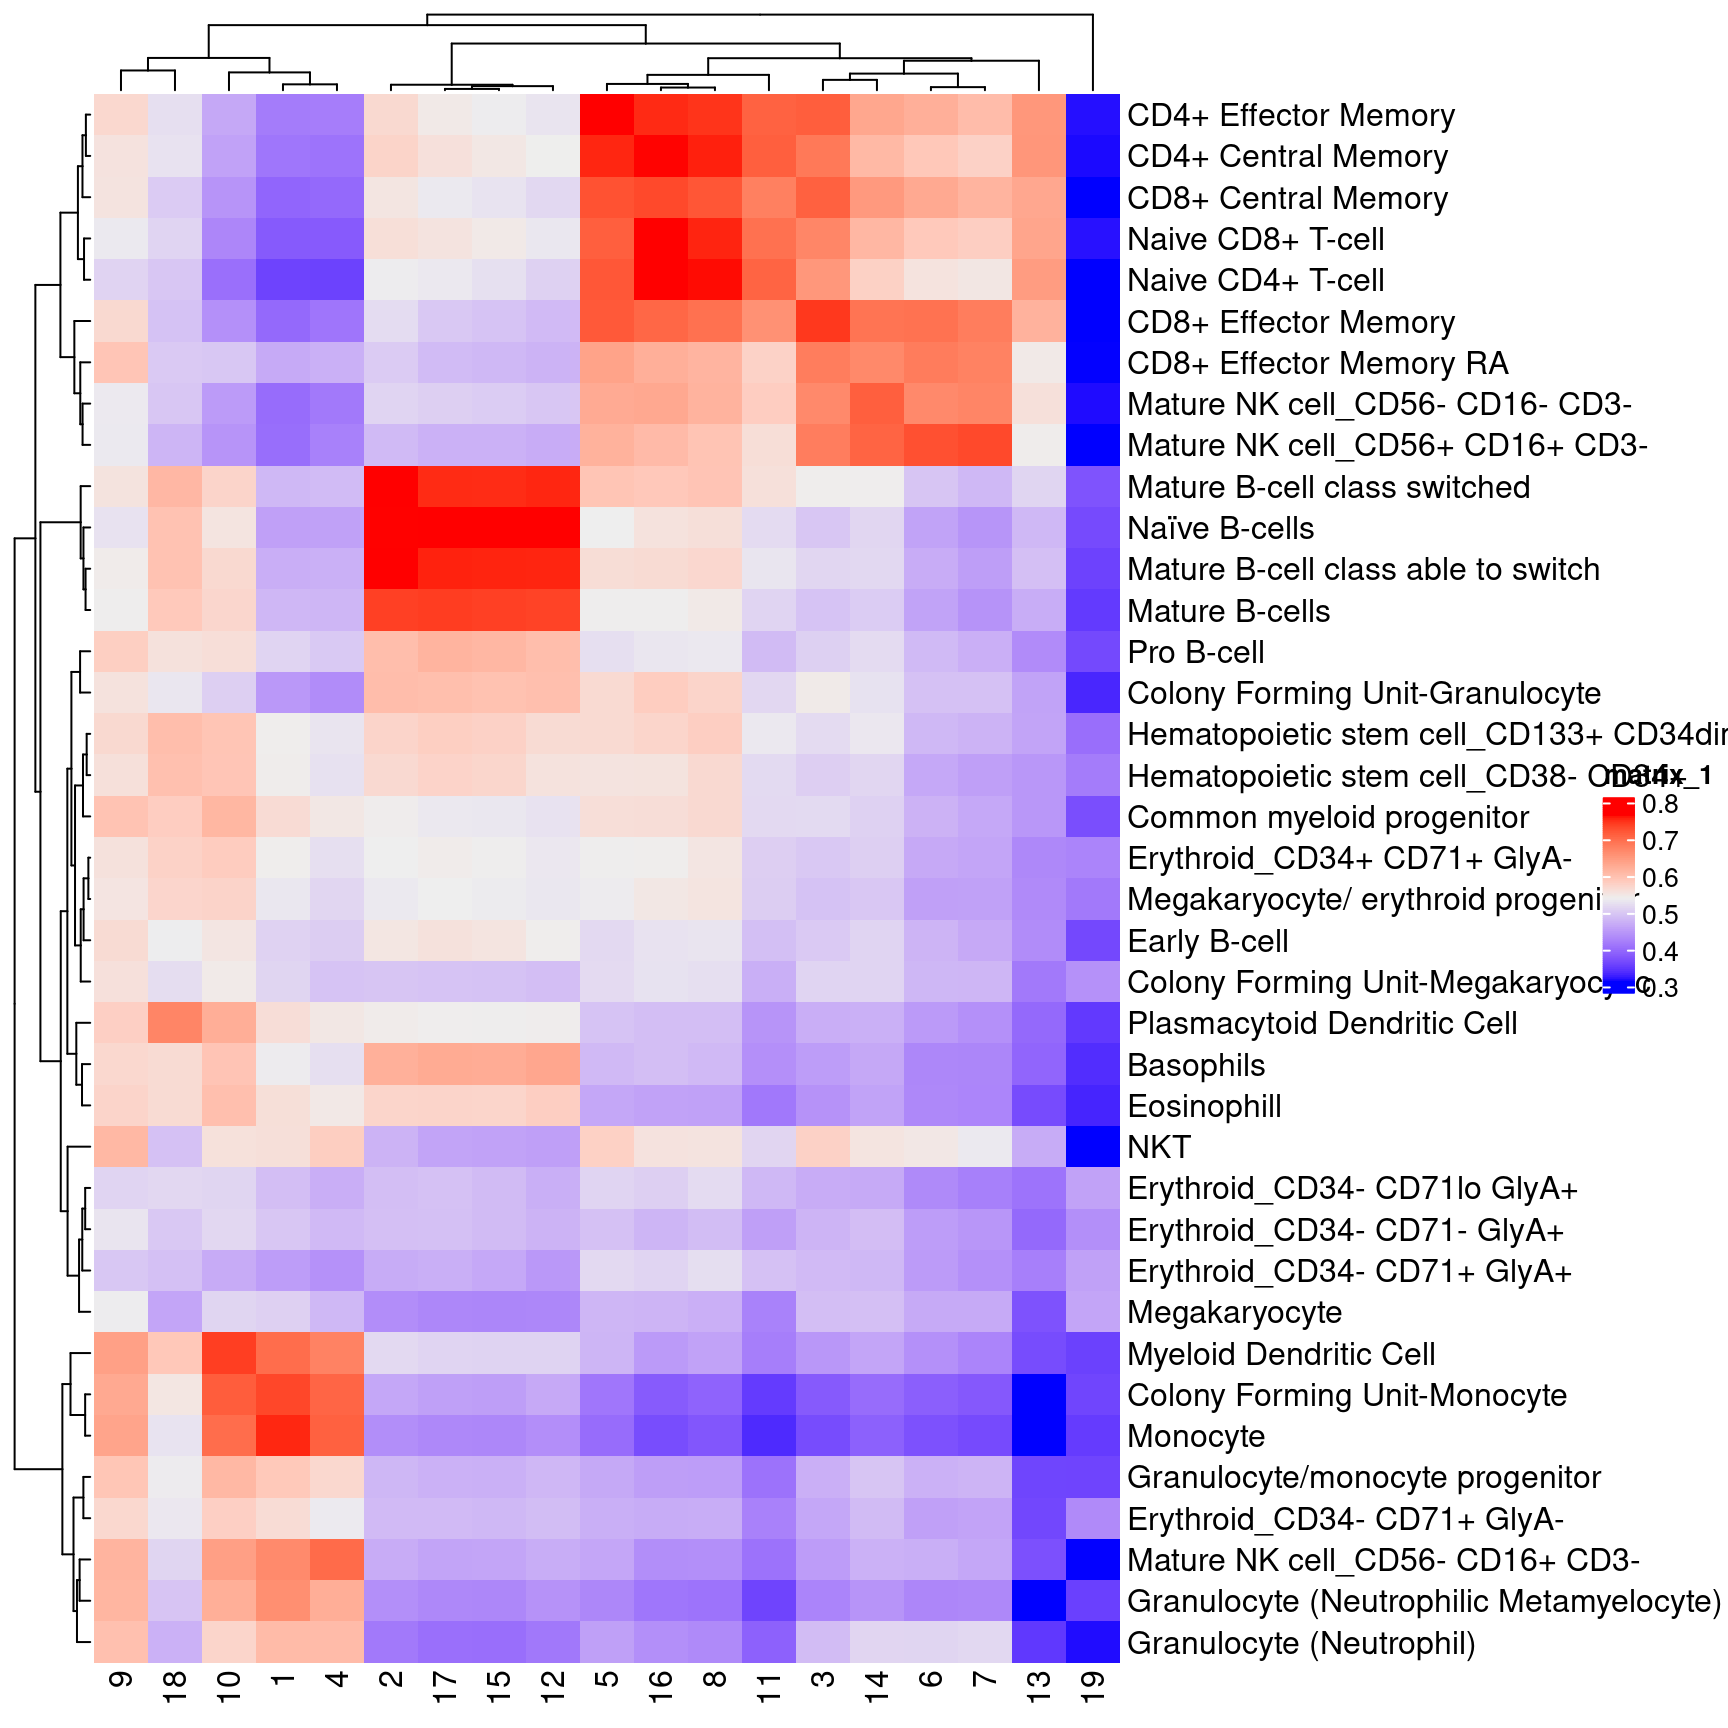 CD4+ Effector Memory
CD4+ Central Memory
CD8+ Central Memory
Naive CD8+ T-cell
Naive CD4+ T-cell
CD8+ Effector Memory
CD8+ Effector Memory RA
Mature NK cell_CD56- CD16- CD3-
Mature NK cell_CD56+ CD16+ CD3-
Mature B-cell class switched
Naïve B-cells
Mature B-cell class able to switch
Mature B-cells
Pro B-cell
Colony Forming Unit-Granulocyte
Hematopoietic stem cell_CD133+ CD34dim
Hematopoietic stem cell_CD38- CD34+
Common myeloid progenitor
Erythroid_CD34+ CD71+ GlyA-
Megakaryocyte/ erythroid progenitor
Early B-cell
Colony Forming Unit-Megakaryocytic
Plasmacytoid Dendritic Cell
Basophils
Eosinophill
NKT
Erythroid_CD34- CD71lo GlyA+
Erythroid_CD34- CD71- GlyA+
Erythroid_CD34- CD71+ GlyA+
Megakaryocyte
Myeloid Dendritic Cell
Colony Forming Unit-Monocyte
Monocyte
Granulocyte/monocyte progenitor
Erythroid_CD34- CD71+ GlyA-
Mature NK cell_CD56- CD16+ CD3-
Granulocyte (Neutrophilic Metamyelocyte)
Granulocyte (Neutrophil)
matrix_1
0.8
0.7
0.6
0.5
0.4
0.3
9 18 10 1 4 2 17 15 12 5 16 8 11 3 14 6 7 13 19